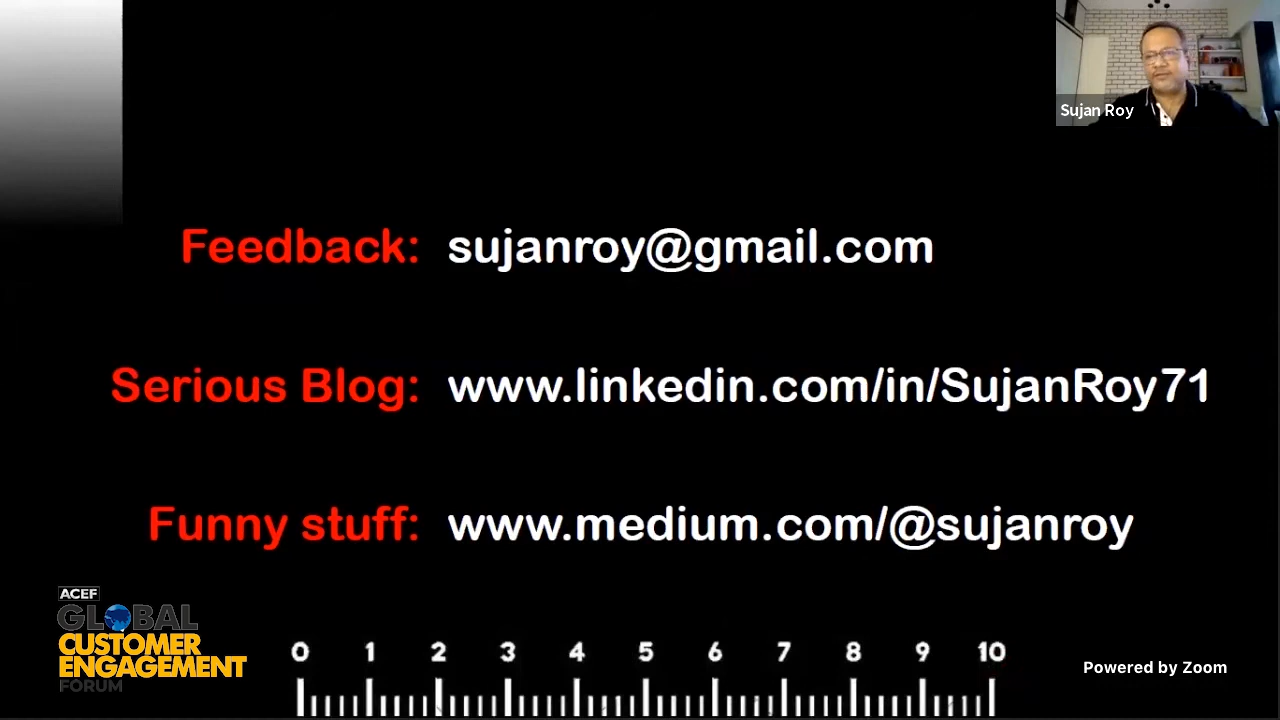 Sujan Roy
Feedback: sujanroy@gmail.com
Serious Blog: www.linkedin.com/in/SujanRoy71
Funny stuff: www.medium.com/@sujanroy
ACEF
GLOBAL
CUSTOMER
ENGAGEMENT
FORUM
0 1 2 3 4 5 6 7 8 9 10
Powered by Zoom